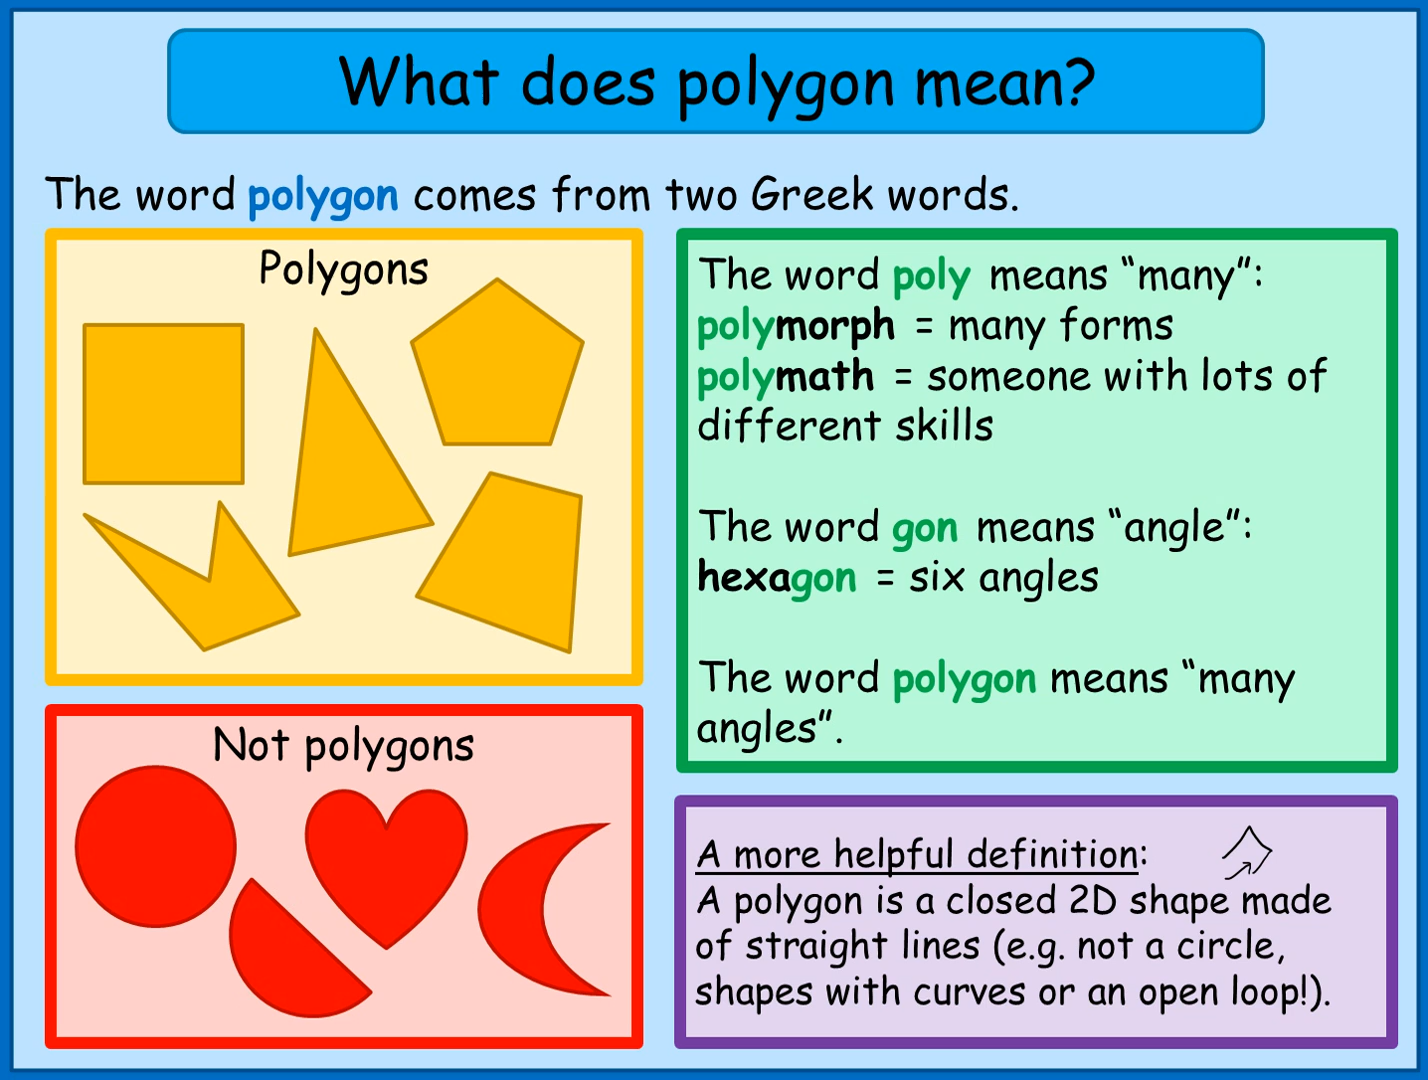 What does polygon mean?
The word polygon comes from two Greek words.
Polygons
The word poly means “many”:
polymorph = many forms
polymath = someone with lots of
different skills
The word gon means “angle”:
hexagon = six angles
The word polygon means “many
angles”.
Not polygons
A more helpful definition:
A polygon is a closed 2D shape made
of straight lines (e.g. not a circle,
shapes with curves or an open loop!).